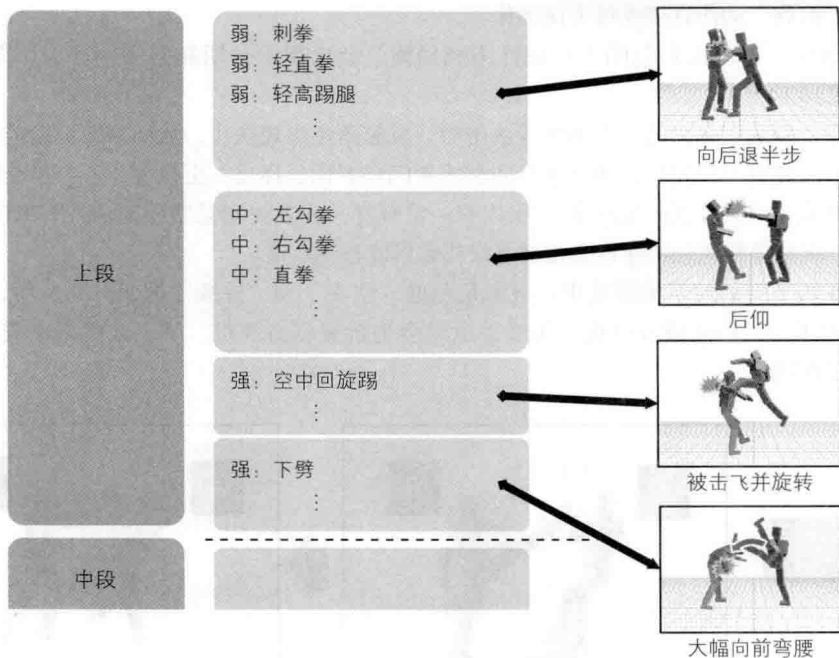 上段
弱：刺拳
弱：轻直拳
弱：轻高踢腿
⋮
向后退半步
中：左勾拳
中：右勾拳
中：直拳
⋮
后仰
强：空中回旋踢
⋮
被击飞并旋转
强：下劈
⋮
大幅向前弯腰
中段